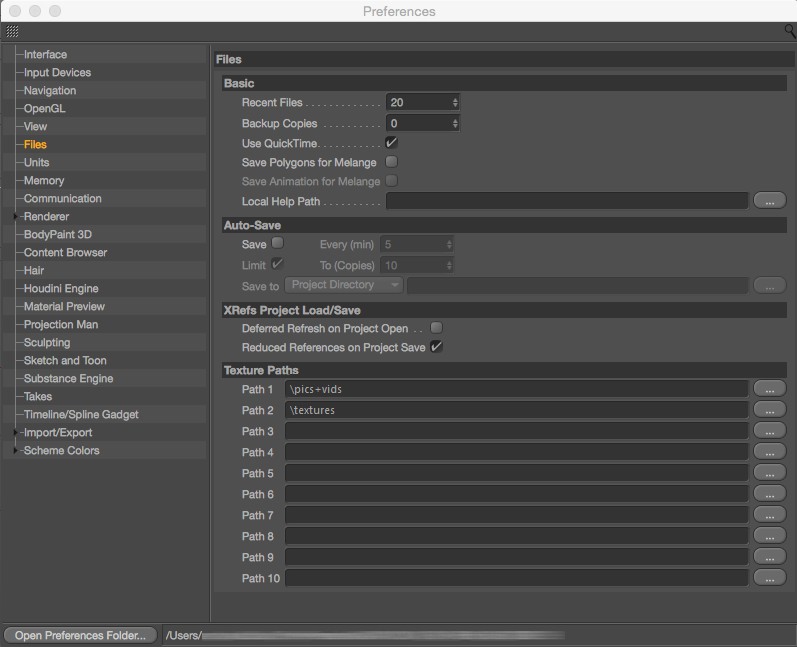 Preferences
Interface
Input Devices
Navigation
OpenGL
View
Files
Units
Memory
Communication
Renderer
BodyPaint 3D
Content Browser
Hair
Houdini Engine
Material Preview
Projection Man
Sculpting
Sketch and Toon
Substance Engine
Takes
Timeline/Spline Gadget
Import/Export
Scheme Colors
Files
Basic
Recent Files . . . . . . . . . . . . 20
Backup Copies . . . . . . . . . . 0
Use QuickTime. . . . . . . . . .
Save Polygons for Melange
Save Animation for Melange
Local Help Path . . . . . . . . . ...
Auto-Save
Save Every (min) 5
Limit To (Copies) 10
Save to Project Directory ...
XRefs Project Load/Save
Deferred Refresh on Project Open . .
Reduced References on Project Save
Texture Paths
Path 1 \pics+vids ...
Path 2 \textures ...
Path 3 ...
Path 4 ...
Path 5 ...
Path 6 ...
Path 7 ...
Path 8 ...
Path 9 ...
Path 10 ...
Open Preferences Folder... /Users/